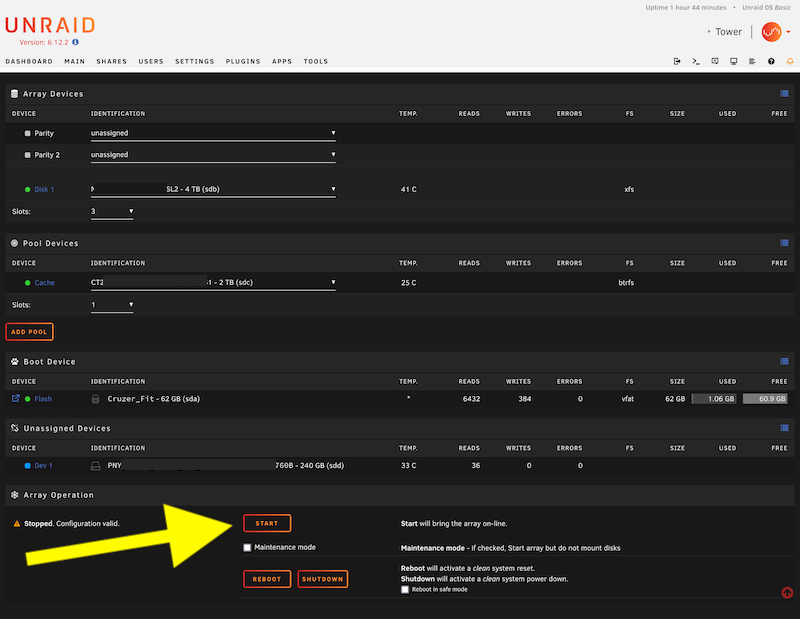 Uptime 1 hour 44 minutes • Unraid OS Basic
UNRAID
Version: 6.12.2
Tower
DASHBOARD MAIN SHARES USERS SETTINGS PLUGINS APPS TOOLS
Array Devices
DEVICE IDENTIFICATION TEMP. READS WRITES ERRORS FS SIZE USED FREE
Parity unassigned
Parity 2 unassigned
Disk 1 SL2 - 4 TB (sdb) 41 C xfs
Slots: 3
Pool Devices
DEVICE IDENTIFICATION TEMP. READS WRITES ERRORS FS SIZE USED FREE
Cache CT2 1 - 2 TB (sdc) 25 C btrfs
Slots: 1
ADD POOL
Boot Device
DEVICE IDENTIFICATION TEMP. READS WRITES ERRORS FS SIZE USED FREE
Flash Cruzer_Fit - 62 GB (sda) * 6432 384 0 vfat 62 GB 1.06 GB 60.9 GB
Unassigned Devices
DEVICE IDENTIFICATION TEMP. READS WRITES ERRORS FS SIZE USED FREE
Dev 1 PNY 760B - 240 GB (sdd) 33 C 36 0 0
Array Operation
Stopped. Configuration valid. START Start will bring the array on-line.
Maintenance mode Maintenance mode - If checked, Start array but do not mount disks
Reboot will activate a clean system reset.
REBOOT SHUTDOWN Shutdown will activate a clean system power down.
Reboot in safe mode